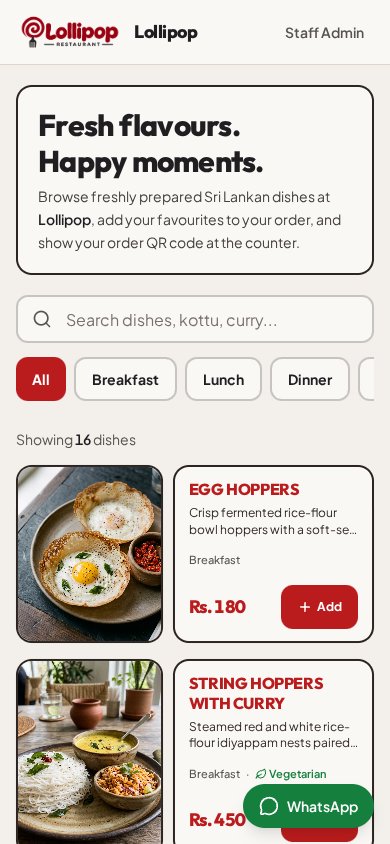 Lollipop
RESTAURANT
Lollipop
Staff Admin
Fresh flavours.
Happy moments.
Browse freshly prepared Sri Lankan dishes at
Lollipop, add your favourites to your order, and
show your order QR code at the counter.
Search dishes, kottu, curry...
All
Breakfast
Lunch
Dinner
Showing 16 dishes
EGG HOPPERS
Crisp fermented rice-flour
bowl hoppers with a soft-se...
Breakfast
Rs. 180
+ Add
STRING HOPPERS
WITH CURRY
Steamed red and white rice-
flour idiyappam nests paired...
Breakfast · Vegetarian
Rs. 450
WhatsApp